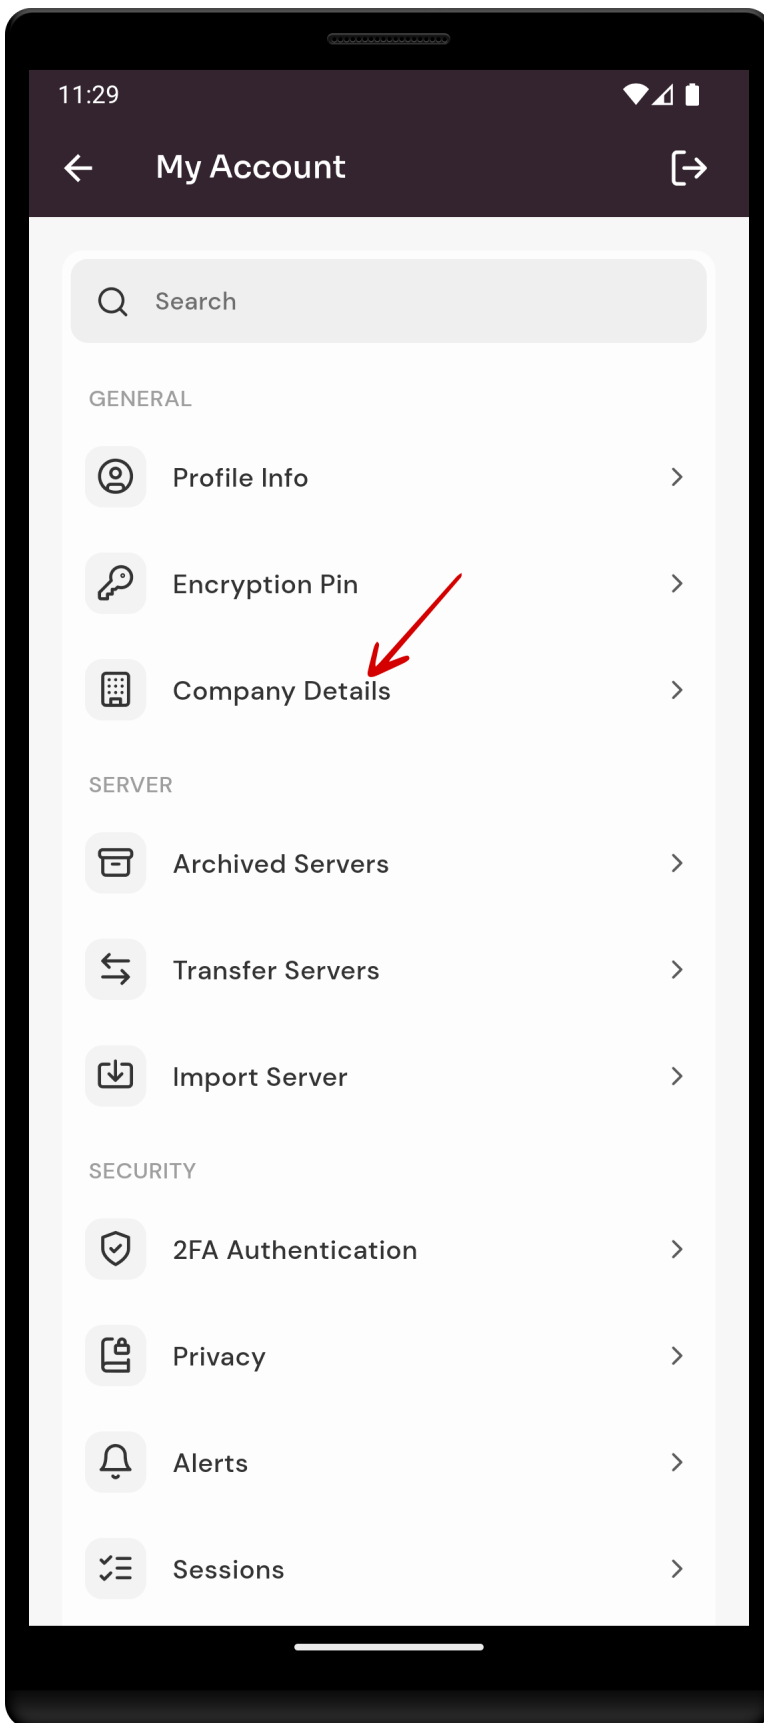 11:29
My Account
Search
GENERAL
Profile Info
Encryption Pin
Company Details
SERVER
Archived Servers
Transfer Servers
Import Server
SECURITY
2FA Authentication
Privacy
Alerts
Sessions